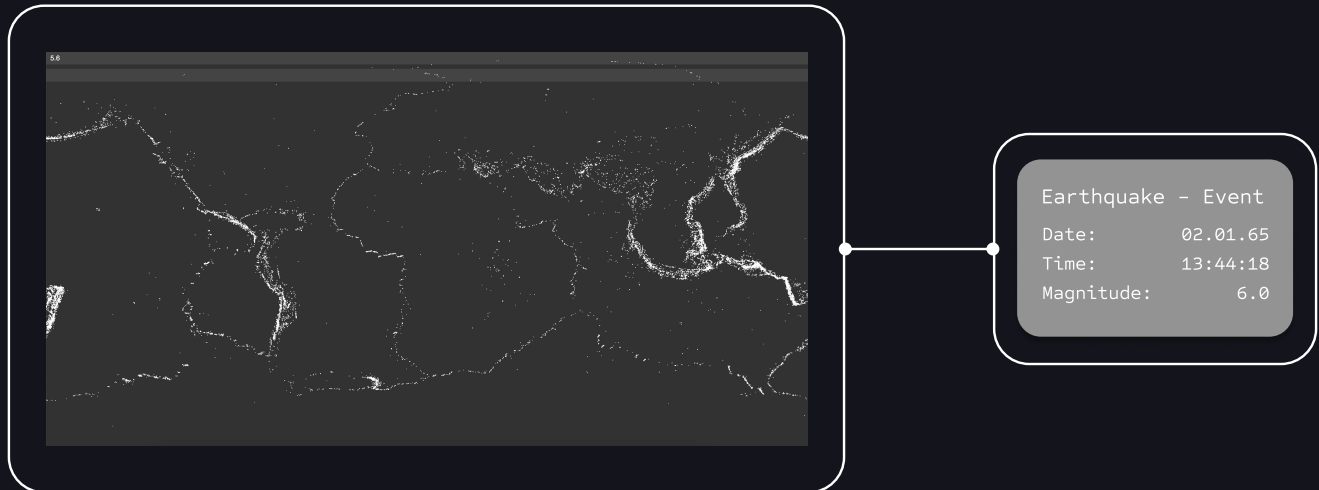 5.6
Earthquake – Event
Date: 02.01.65
Time: 13:44:18
Magnitude: 6.0